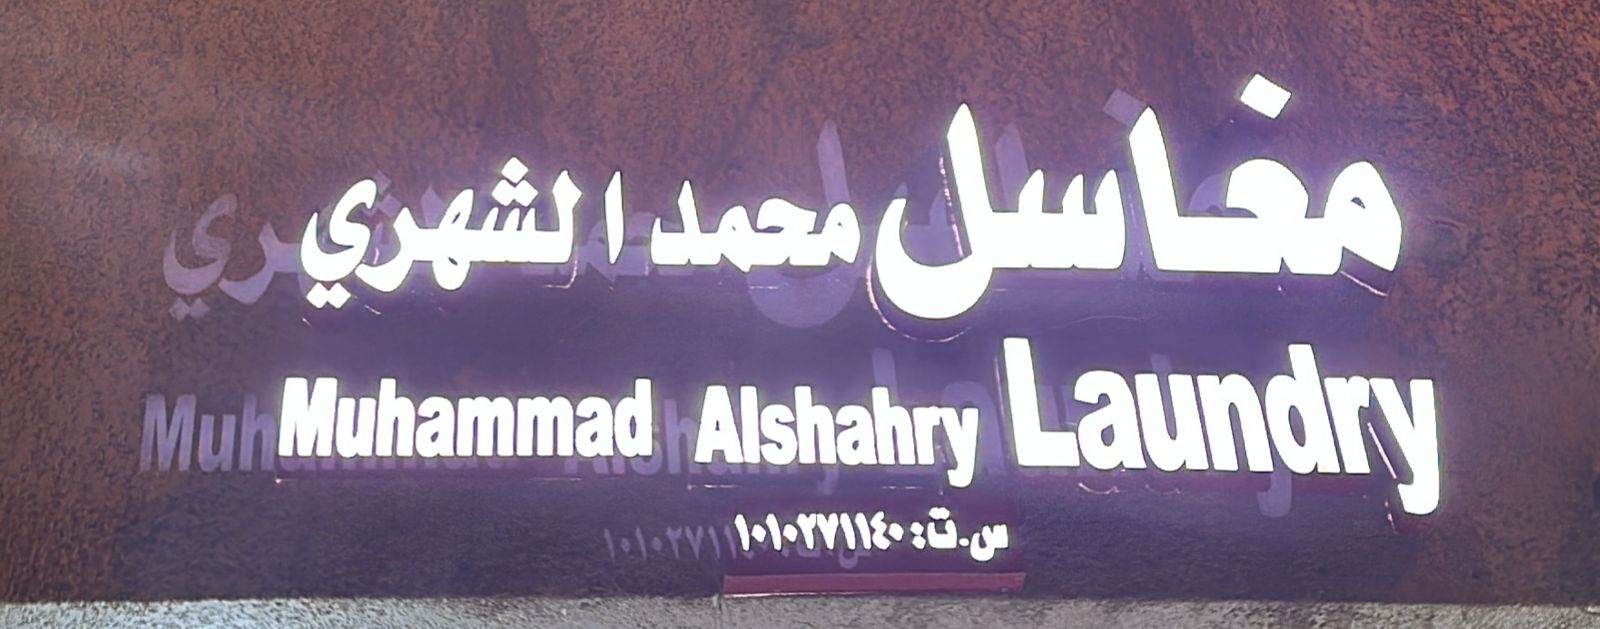 مغاسل محمد الشهري
Muhammad Alshahry Laundry
س.ت: ١٠١٠٢٧١١٤٠